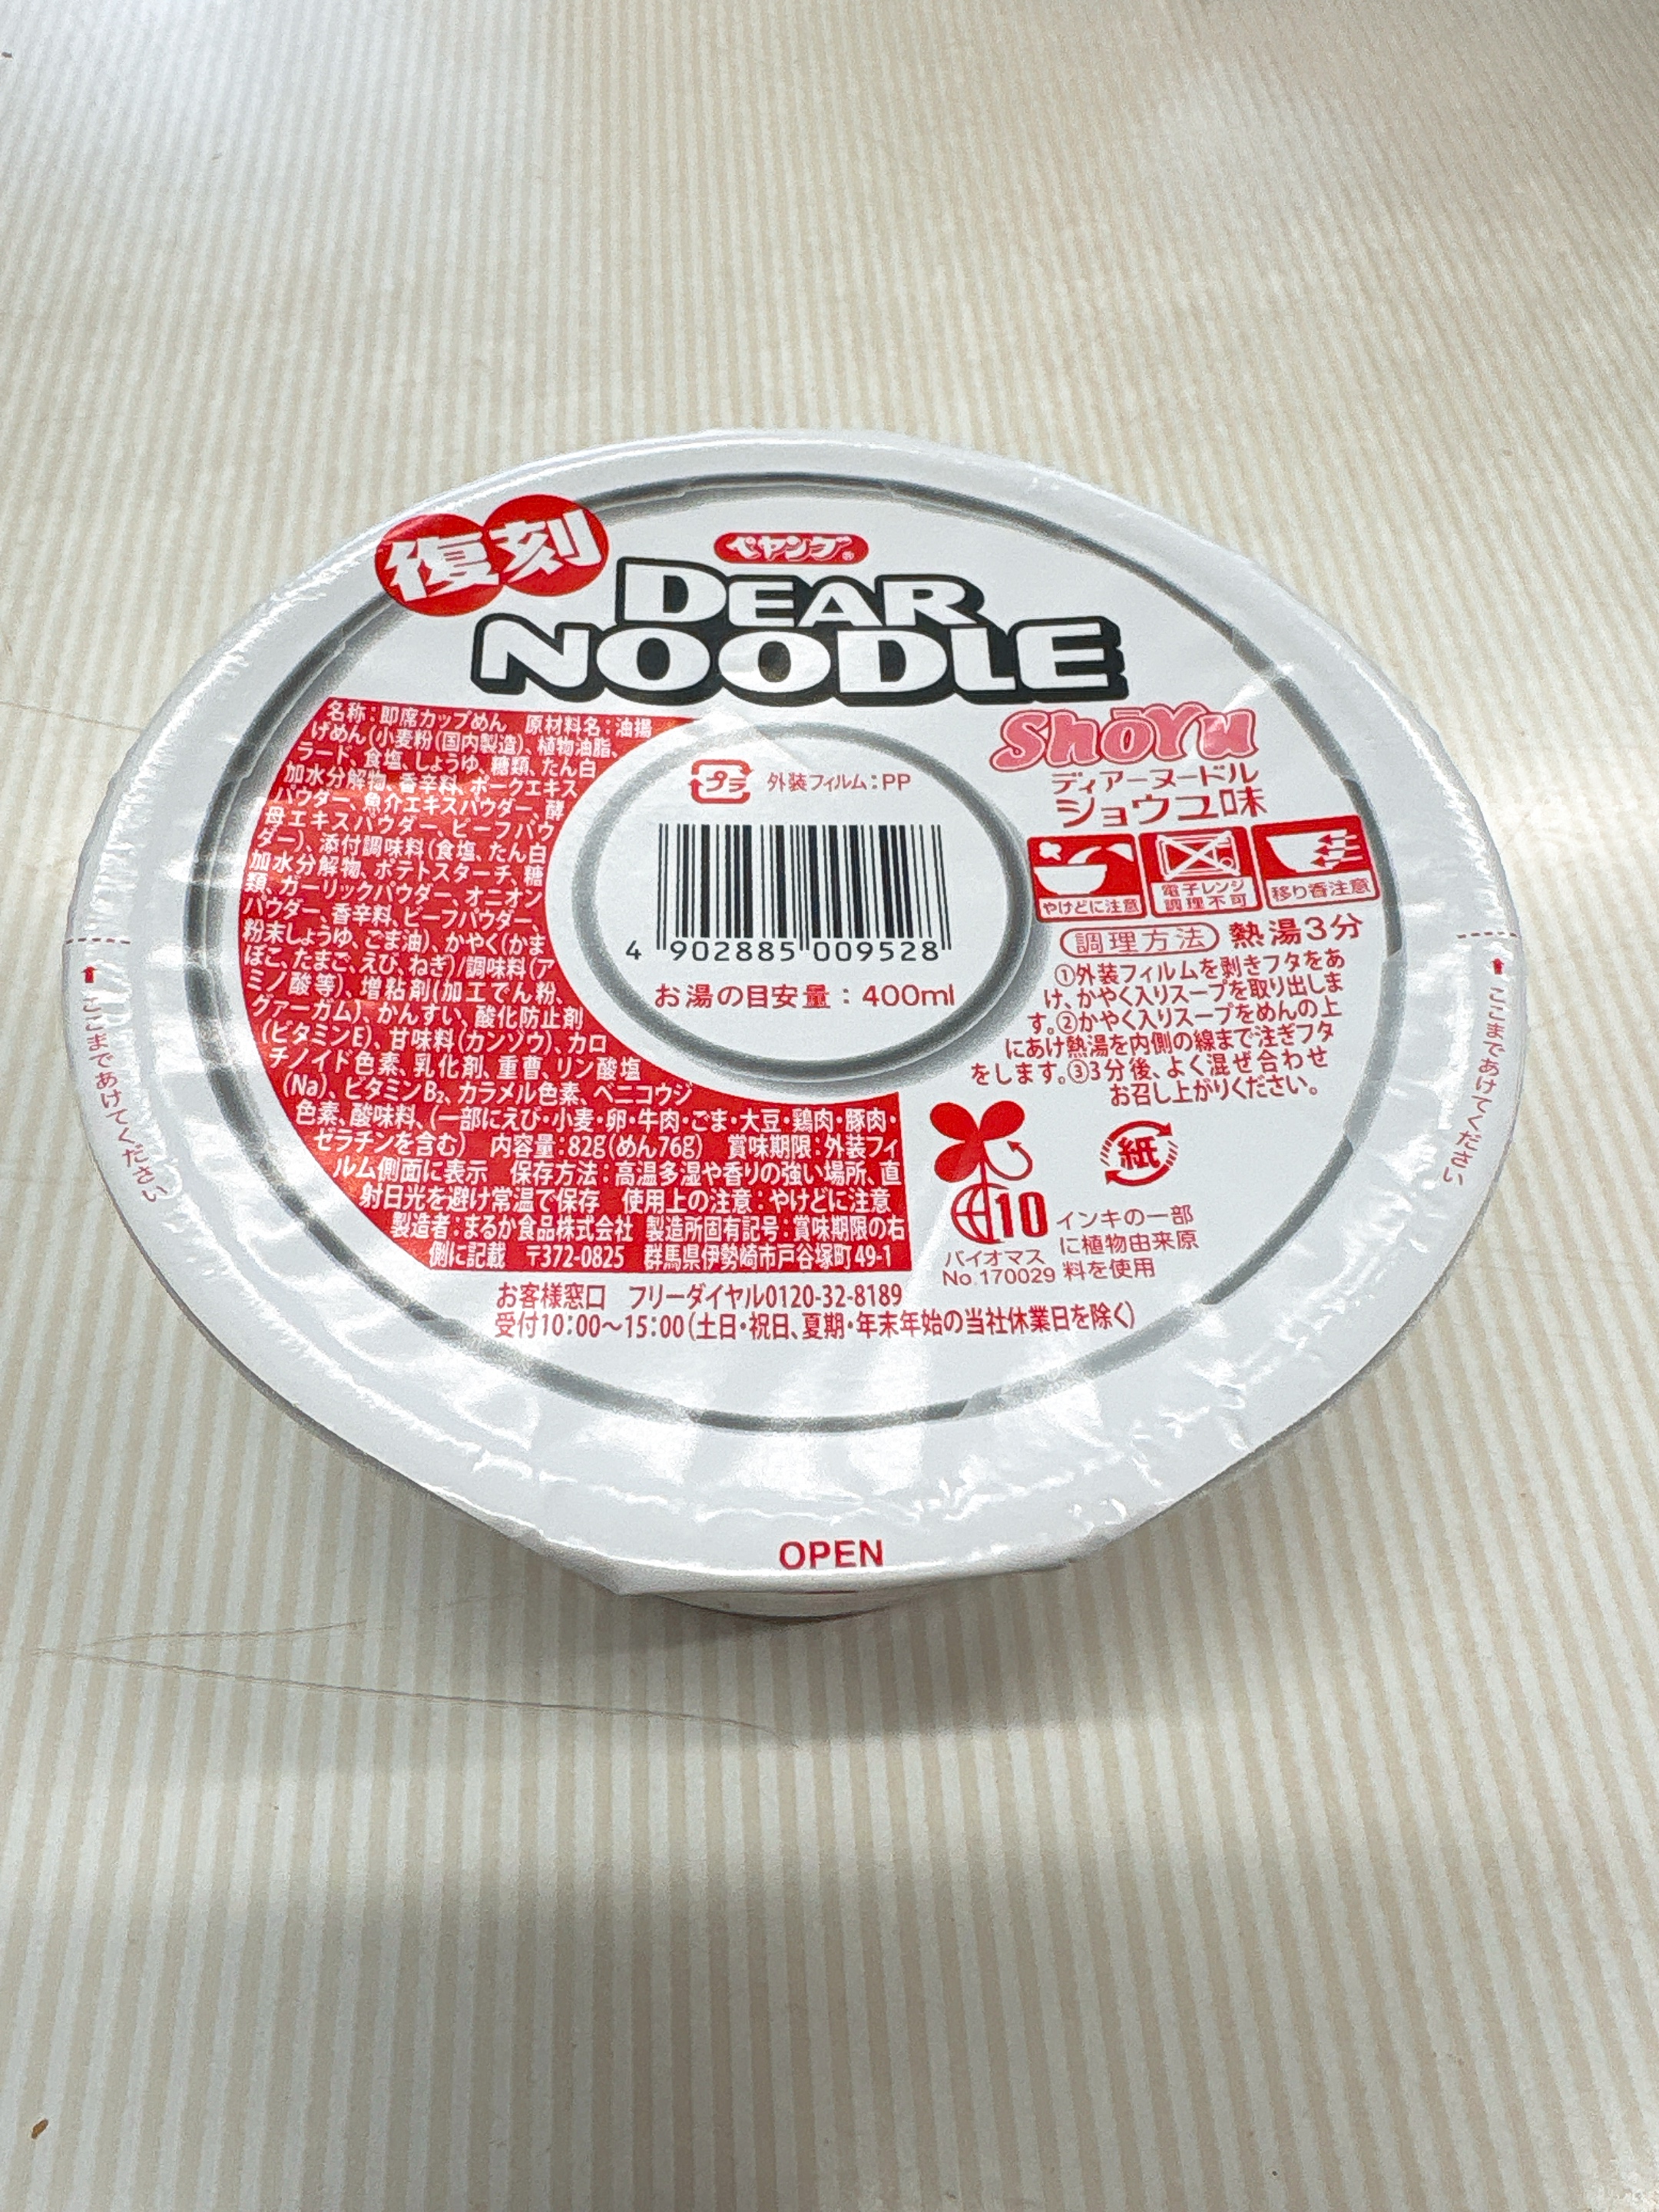 復刻
ペヤング®
DEAR
NOODLE
Shōyu
ディアーヌードル
ショウユ味
名称：即席カップめん　原材料名：油揚
げめん（小麦粉（国内製造）、植物油脂、
ラード、食塩、しょうゆ、糖類、たん白
加水分解物、香辛料、ポークエキス
パウダー、魚介エキスパウダー、酵
母エキスパウダー、ビーフパウ
ダー）、添付調味料（食塩、たん白
加水分解物、ポテトスターチ、糖
類、ガーリックパウダー、オニオン
パウダー、香辛料、ビーフパウダー、
粉末しょうゆ、ごま油）、かやく（かま
ぼこ、たまご、えび、ねぎ）/調味料（ア
ミノ酸等）、増粘剤（加工でん粉、
グァーガム）、かんすい、酸化防止剤
（ビタミンE）、甘味料（カンゾウ）、カロ
チノイド色素、乳化剤、重曹、リン酸塩
（Na）、ビタミンB₂、カラメル色素、ベニコウジ
色素、酸味料、（一部にえび・小麦・卵・牛肉・ごま・大豆・鶏肉・豚肉・
ゼラチンを含む）　内容量：82g（めん76g）　賞味期限：外装フィ
ルム側面に表示　保存方法：高温多湿や香りの強い場所、直
射日光を避け常温で保存　使用上の注意：やけどに注意
製造者：まるか食品株式会社　製造所固有記号：賞味期限の右
側に記載　〒372-0825　群馬県伊勢崎市戸谷塚町49-1
お客様窓口　フリーダイヤル0120-32-8189
受付10：00～15：00（土日・祝日、夏期・年末年始の当社休業日を除く）
プラ　外装フィルム：PP
4 902885 009528
お湯の目安量：400ml
やけどに注意
電子レンジ
調理不可
移り香注意
調理方法　熱湯3分
①外装フィルムを剥きフタをあ
け、かやく入りスープを取り出しま
す。②かやく入りスープをめんの上
にあけ熱湯を内側の線まで注ぎフタ
をします。③3分後、よく混ぜ合わせ
お召し上がりください。
10
バイオマス
No.170029
インキの一部
に植物由来原
料を使用
紙
ここまであけてください
ここまであけてください
OPEN